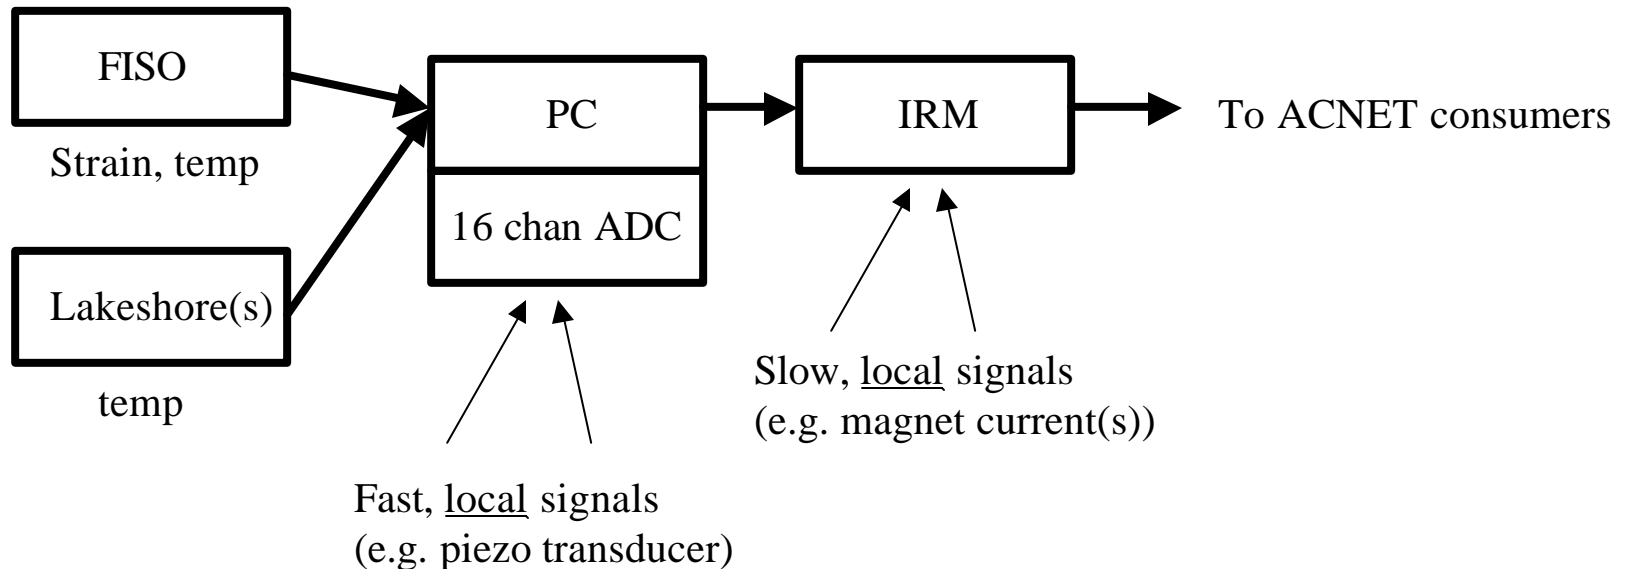 FISO
Strain, temp
Lakeshore(s)
temp
PC
16 chan ADC
IRM
To ACNET consumers
Slow, local signals
(e.g. magnet current(s))
Fast, local signals
(e.g. piezo transducer)